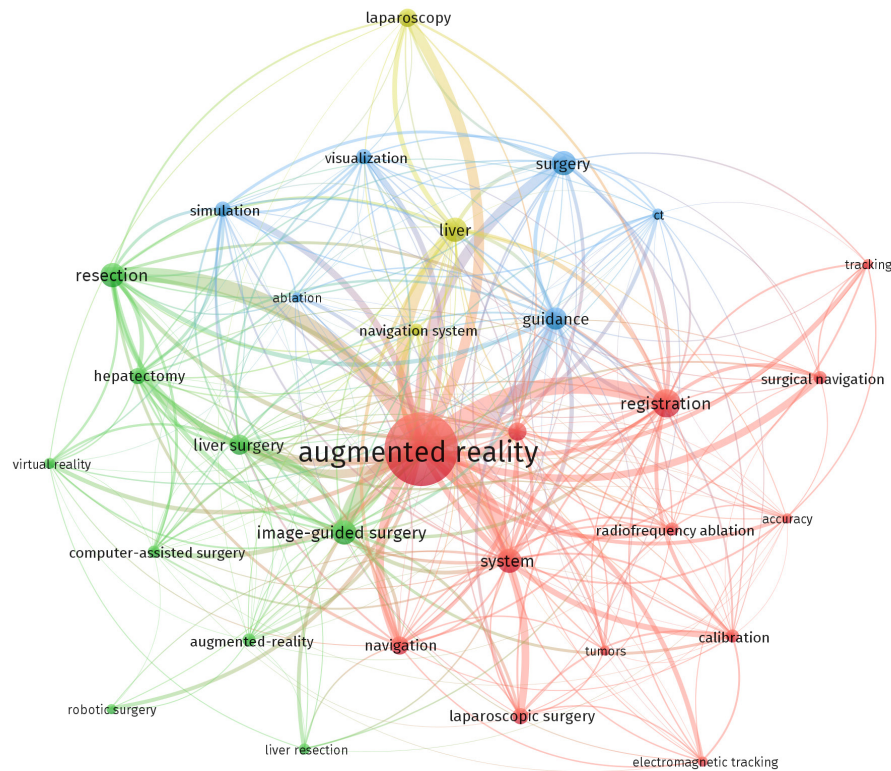 laparoscopy
visualization
surgery
simulation
ct
liver
tracking
resection
ablation
guidance
navigation system
hepatectomy
surgical navigation
registration
liver surgery
augmented reality
virtual reality
accuracy
radiofrequency ablation
image-guided surgery
computer-assisted surgery
system
calibration
augmented-reality
navigation
tumors
robotic surgery
laparoscopic surgery
liver resection
electromagnetic tracking